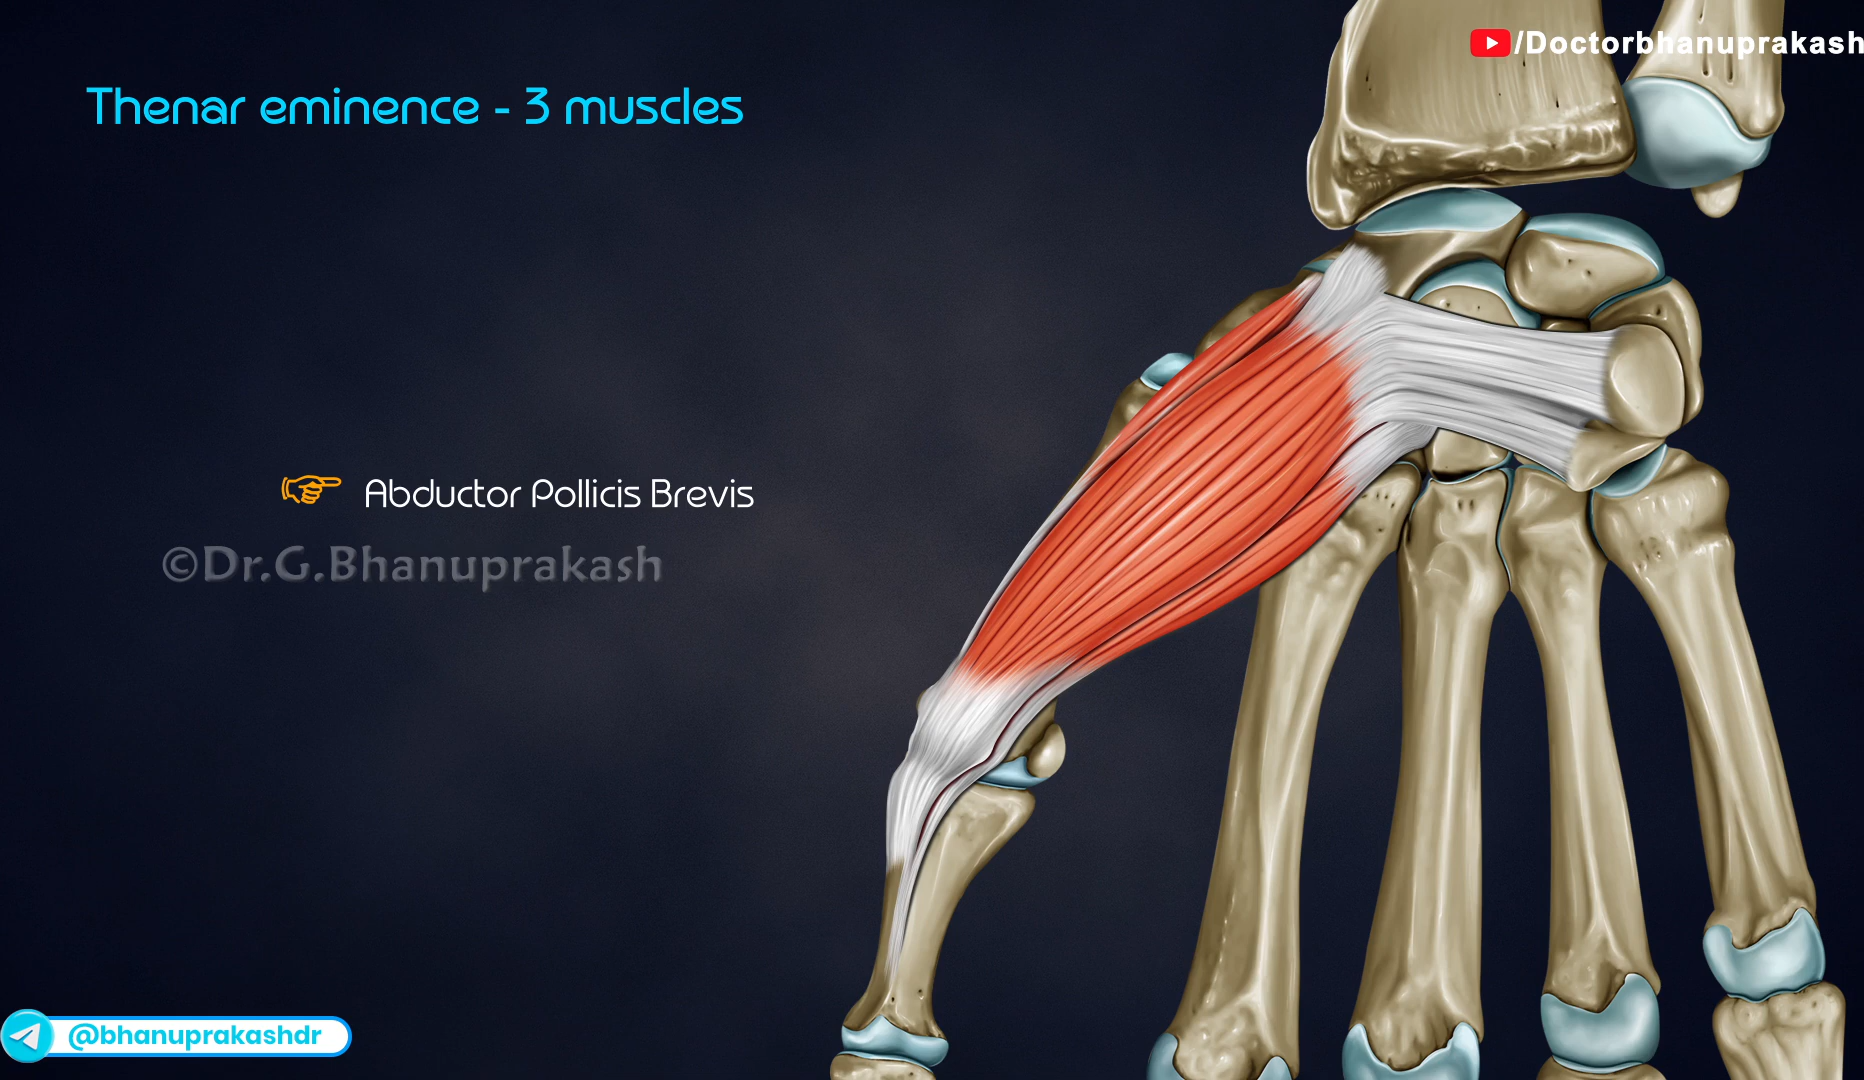 /Doctorbhanuprakash
Thenar eminence - 3 muscles
Abductor Pollicis Brevis
©Dr.G.Bhanuprakash
@bhanuprakashdr